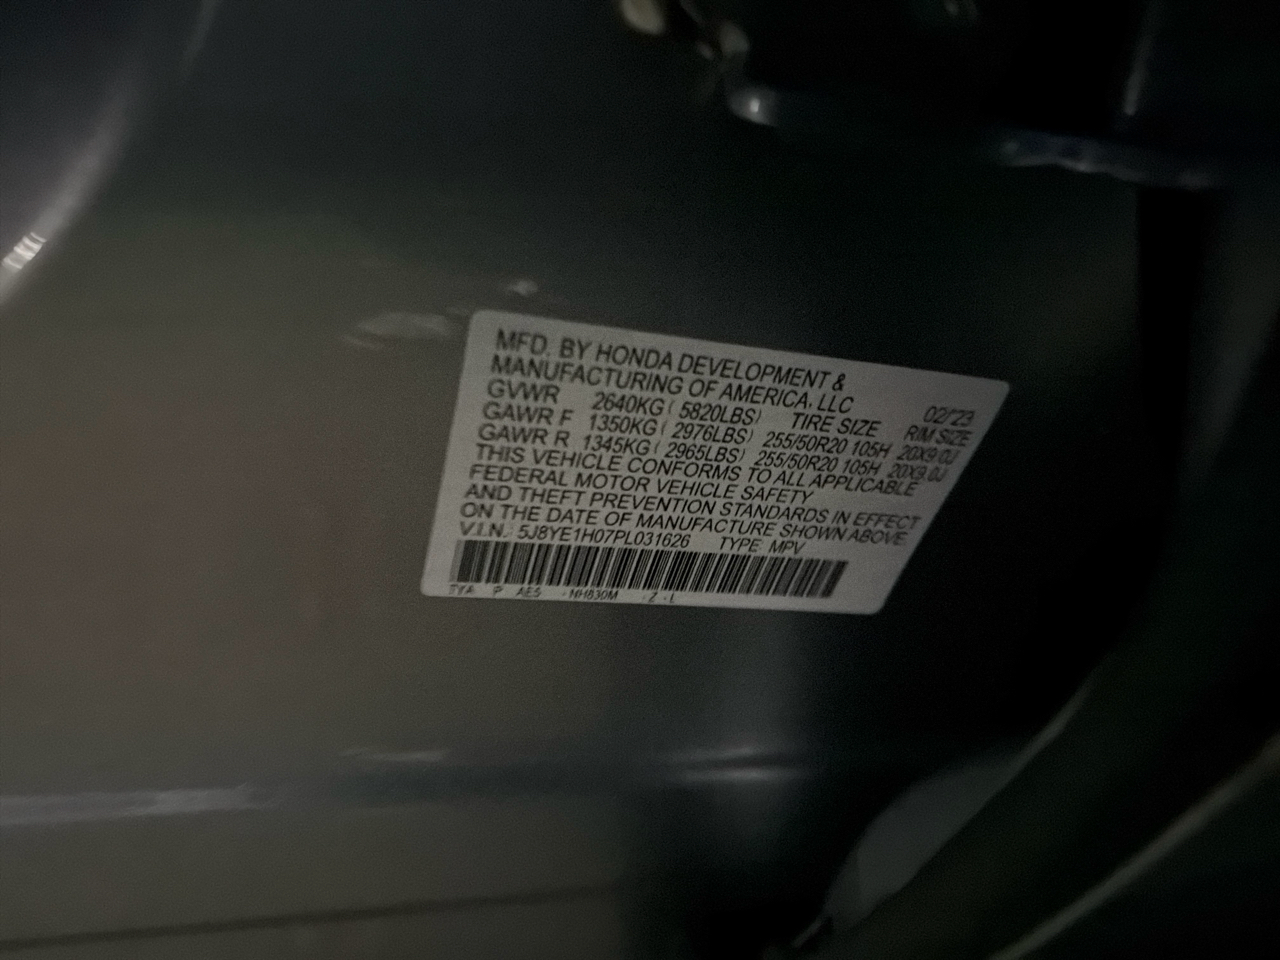 MFD. BY HONDA DEVELOPMENT &
MANUFACTURING OF AMERICA, LLC 02/'23
GVWR 2640KG ( 5820LBS) TIRE SIZE RIM SIZE
GAWR F 1350KG ( 2976LBS) 255/50R20 105H 20X9.0J
GAWR R 1345KG ( 2965LBS) 255/50R20 105H 20X9.0J
THIS VEHICLE CONFORMS TO ALL APPLICABLE
FEDERAL MOTOR VEHICLE SAFETY
AND THEFT PREVENTION STANDARDS IN EFFECT
ON THE DATE OF MANUFACTURE SHOWN ABOVE.
V.I.N. 5J8YE1H07PL031626 TYPE: MPV
TYA P AES -NH830M -Z-L